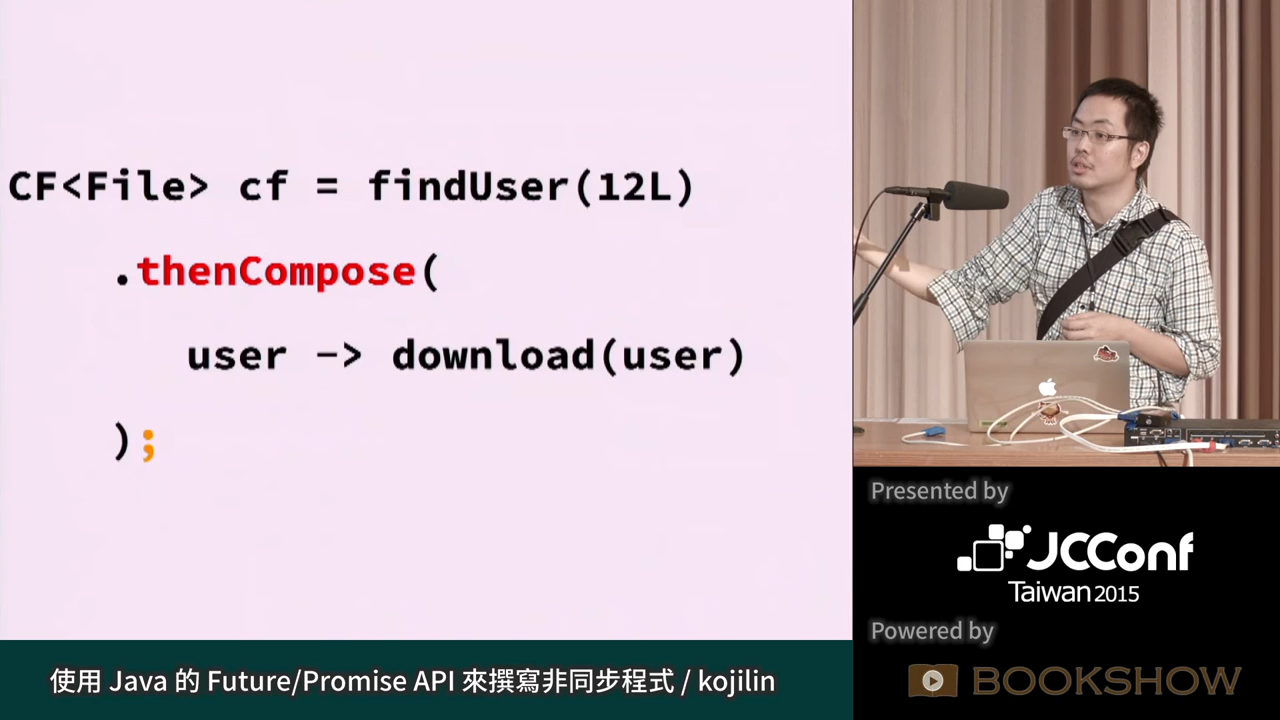 CF<File> cf = findUser(12L)
.thenCompose(
user -> download(user)
);
Presented by
JCConf
Taiwan 2015
Powered by
BOOKSHOW
使用 Java 的 Future/Promise API 來撰寫非同步程式 / kojilin